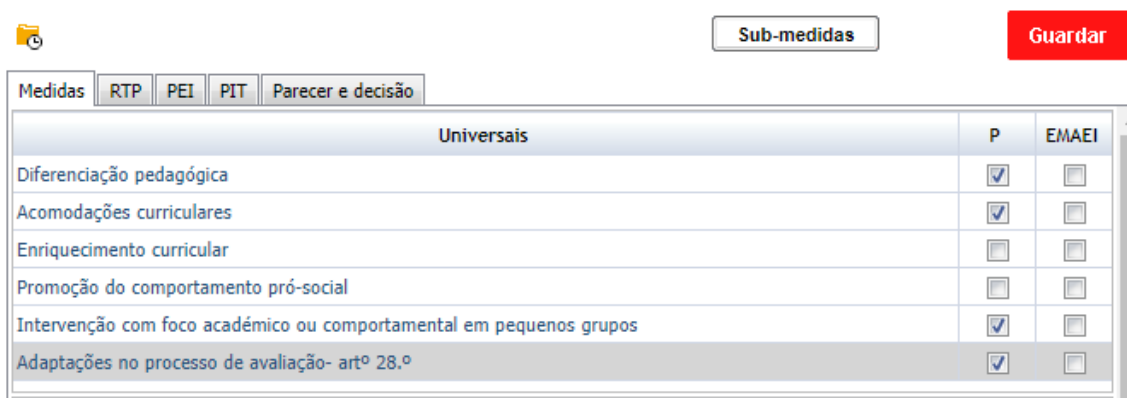 Sub-medidas Guardar
Medidas RTP PEI PIT Parecer e decisão
Universais P EMAEI
Diferenciação pedagógica
Acomodações curriculares
Enriquecimento curricular
Promoção do comportamento pró-social
Intervenção com foco académico ou comportamental em pequenos grupos
Adaptações no processo de avaliação- artº 28.º